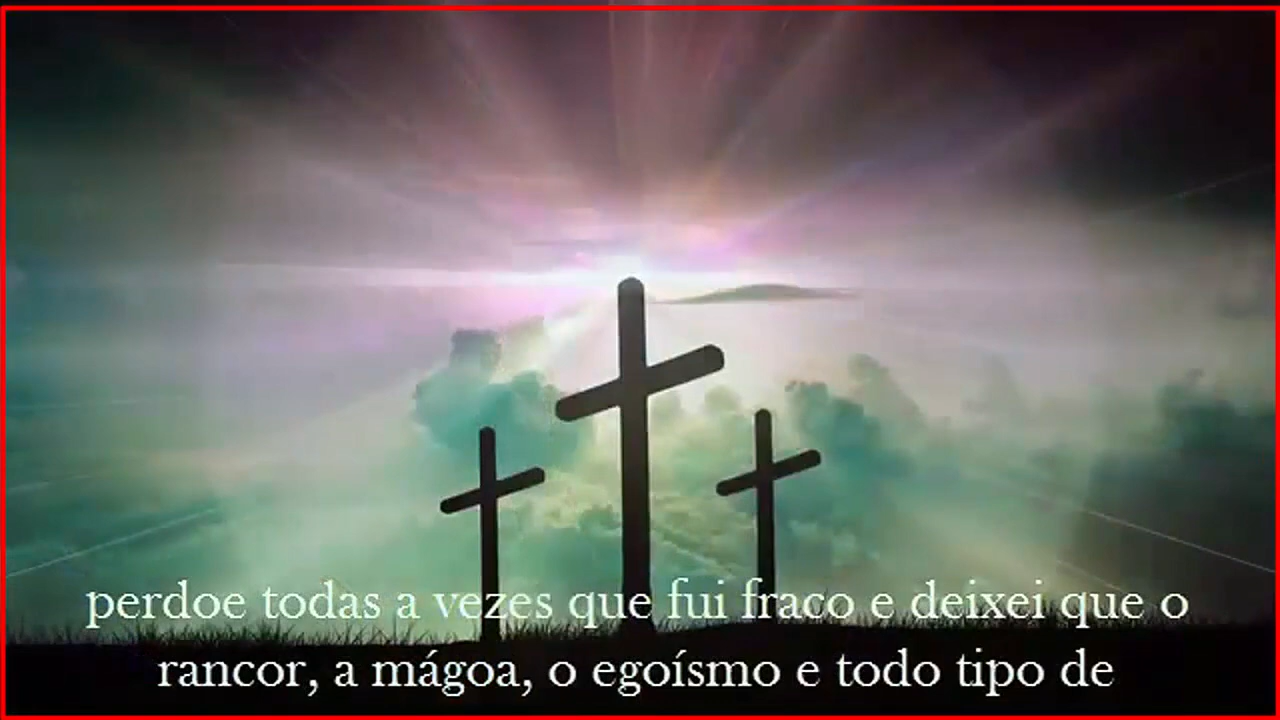 perdoe todas a vezes que fui fraco e deixei que o
rancor, a mágoa, o egoísmo e todo tipo de